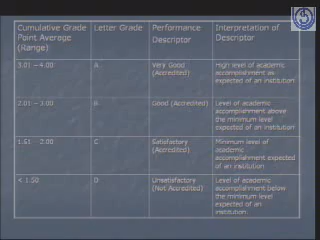 Cumulative Grade Point Average (Range) Letter Grade Performance Descriptor Interpretation of Descriptor
3.01 – 4.00 A Very Good (Accredited) High level of academic accomplishment as expected of an institution
2.01 – 3.00 B Good (Accredited) Level of academic accomplishment above the minimum level expected of an institution
1.51 – 2.00 C Satisfactory (Accredited) Minimum level of academic accomplishment expected of an institution
< 1.50 D Unsatisfactory (Not Accredited) Level of academic accomplishment below the minimum level expected of an institution.